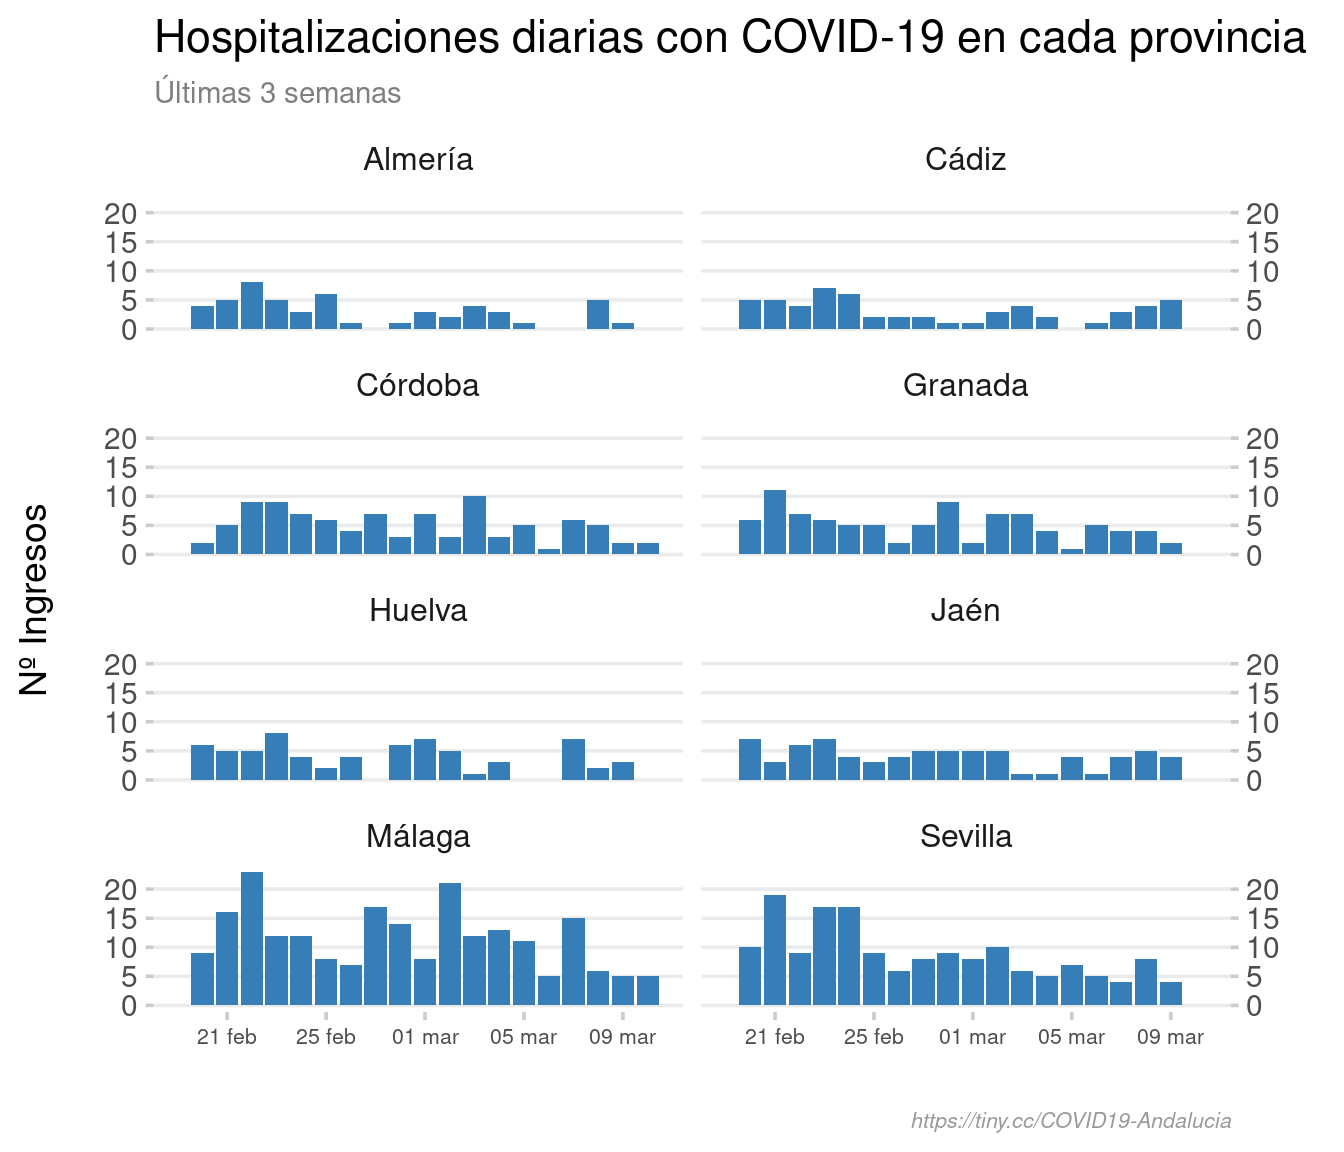 Hospitalizaciones diarias con COVID-19 en cada provincia
Últimas 3 semanas
Almería
Cádiz
20
15
10
5
0
20
15
10
5
0
Córdoba
Granada
20
15
10
5
0
20
15
10
5
0
Nº Ingresos
Huelva
Jaén
20
15
10
5
0
20
15
10
5
0
Málaga
Sevilla
20
15
10
5
0
20
15
10
5
0
21 feb 25 feb 01 mar 05 mar 09 mar
21 feb 25 feb 01 mar 05 mar 09 mar
https://tiny.cc/COVID19-Andalucia